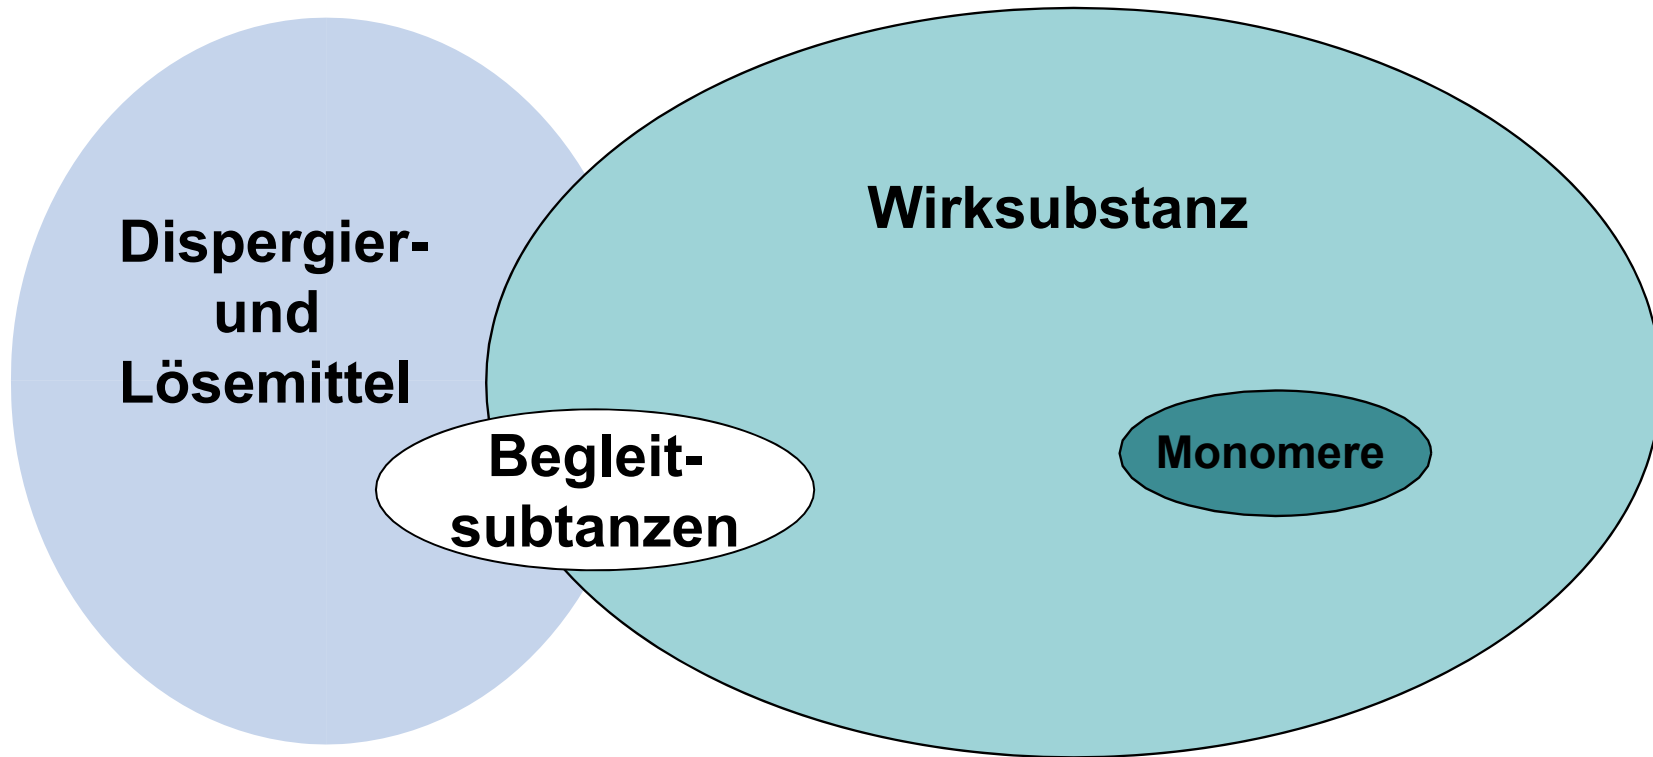 Dispergier-
und
Lösemittel
Wirksubstanz
Begleit-
subtanzen
Monomere